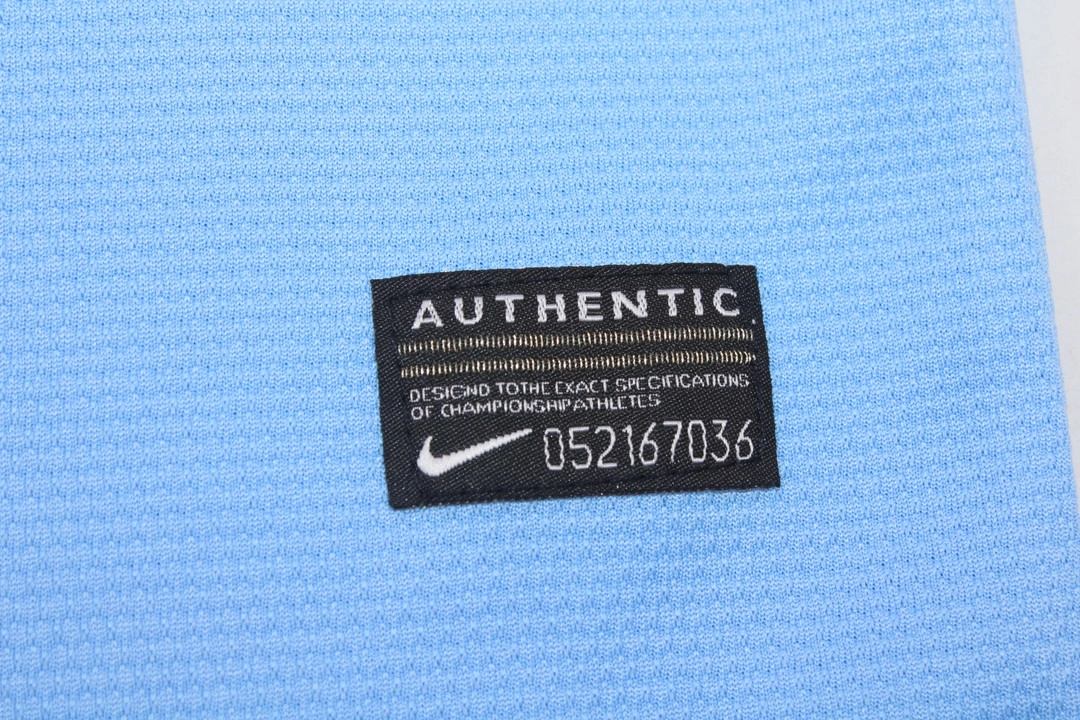 AUTHENTIC
DESIGND TO THE EXACT SPECIFICATIONS
OF CHAMPIONSHIP ATHLETES
052167036